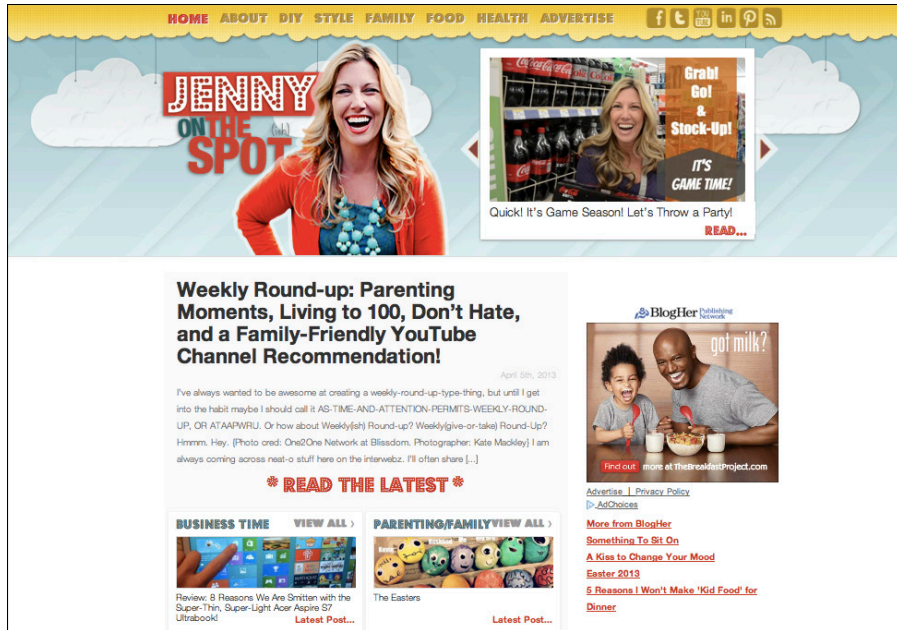 HOME ABOUT DIY STYLE FAMILY FOOD HEALTH ADVERTISE
JENNY
ON THE
(ish)
SPOT
Coca-Cola
Grab!
Go!
&
Stock-Up!
IT'S
GAME TIME!
Quick! It's Game Season! Let's Throw a Party!
READ...
Weekly Round-up: Parenting
Moments, Living to 100, Don't Hate,
and a Family-Friendly YouTube
Channel Recommendation!
April 5th, 2013
I've always wanted to be awesome at creating a weekly-round-up-type-thing, but until I get
into the habit maybe I should call it AS-TIME-AND-ATTENTION-PERMITS-WEEKLY-ROUND-
UP, OR ATAAPWRU. Or how about Weekly(ish) Round-up? Weekly(give-or-take) Round-Up?
Hmmm. Hey. {Photo cred: One2One Network at Blissdom. Photographer: Kate Mackley} I am
always coming across neat-o stuff here on the interwebz. I'll often share [...]
* READ THE LATEST *
BUSINESS TIME VIEW ALL ›
Review: 8 Reasons We Are Smitten with the
Super-Thin, Super-Light Acer Aspire S7
Ultrabook!
Latest Post...
PARENTING/FAMILY VIEW ALL ›
The Easters
Latest Post...
BlogHer Publishing Network
got milk?
Find out more at TheBreakfastProject.com
Advertise | Privacy Policy
AdChoices
More from BlogHer
Something To Sit On
A Kiss to Change Your Mood
Easter 2013
5 Reasons I Won't Make 'Kid Food' for
Dinner